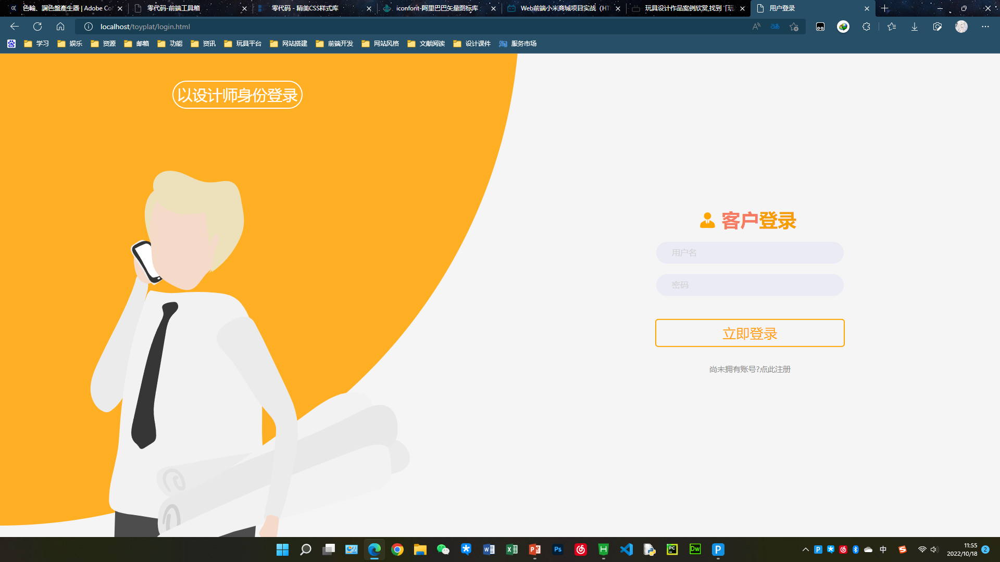 色輪、調色盤產生器 | Adobe Co
零代码-前端工具箱
零代码 - 精美CSS样式库
iconfont-阿里巴巴矢量图标库
Web前端小米商城项目实战（HT
玩具设计作品案例欣赏,找到「玩
用户登录
localhost/toyplat/login.html
学习
娱乐
资源
邮箱
功能
资讯
玩具平台
网站搭建
前端开发
网站风格
文献阅读
设计课件
服务市场
以设计师身份登录
客户登录
用户名
密码
立即登录
尚未拥有账号?点此注册
中
11:55
2022/10/18
2